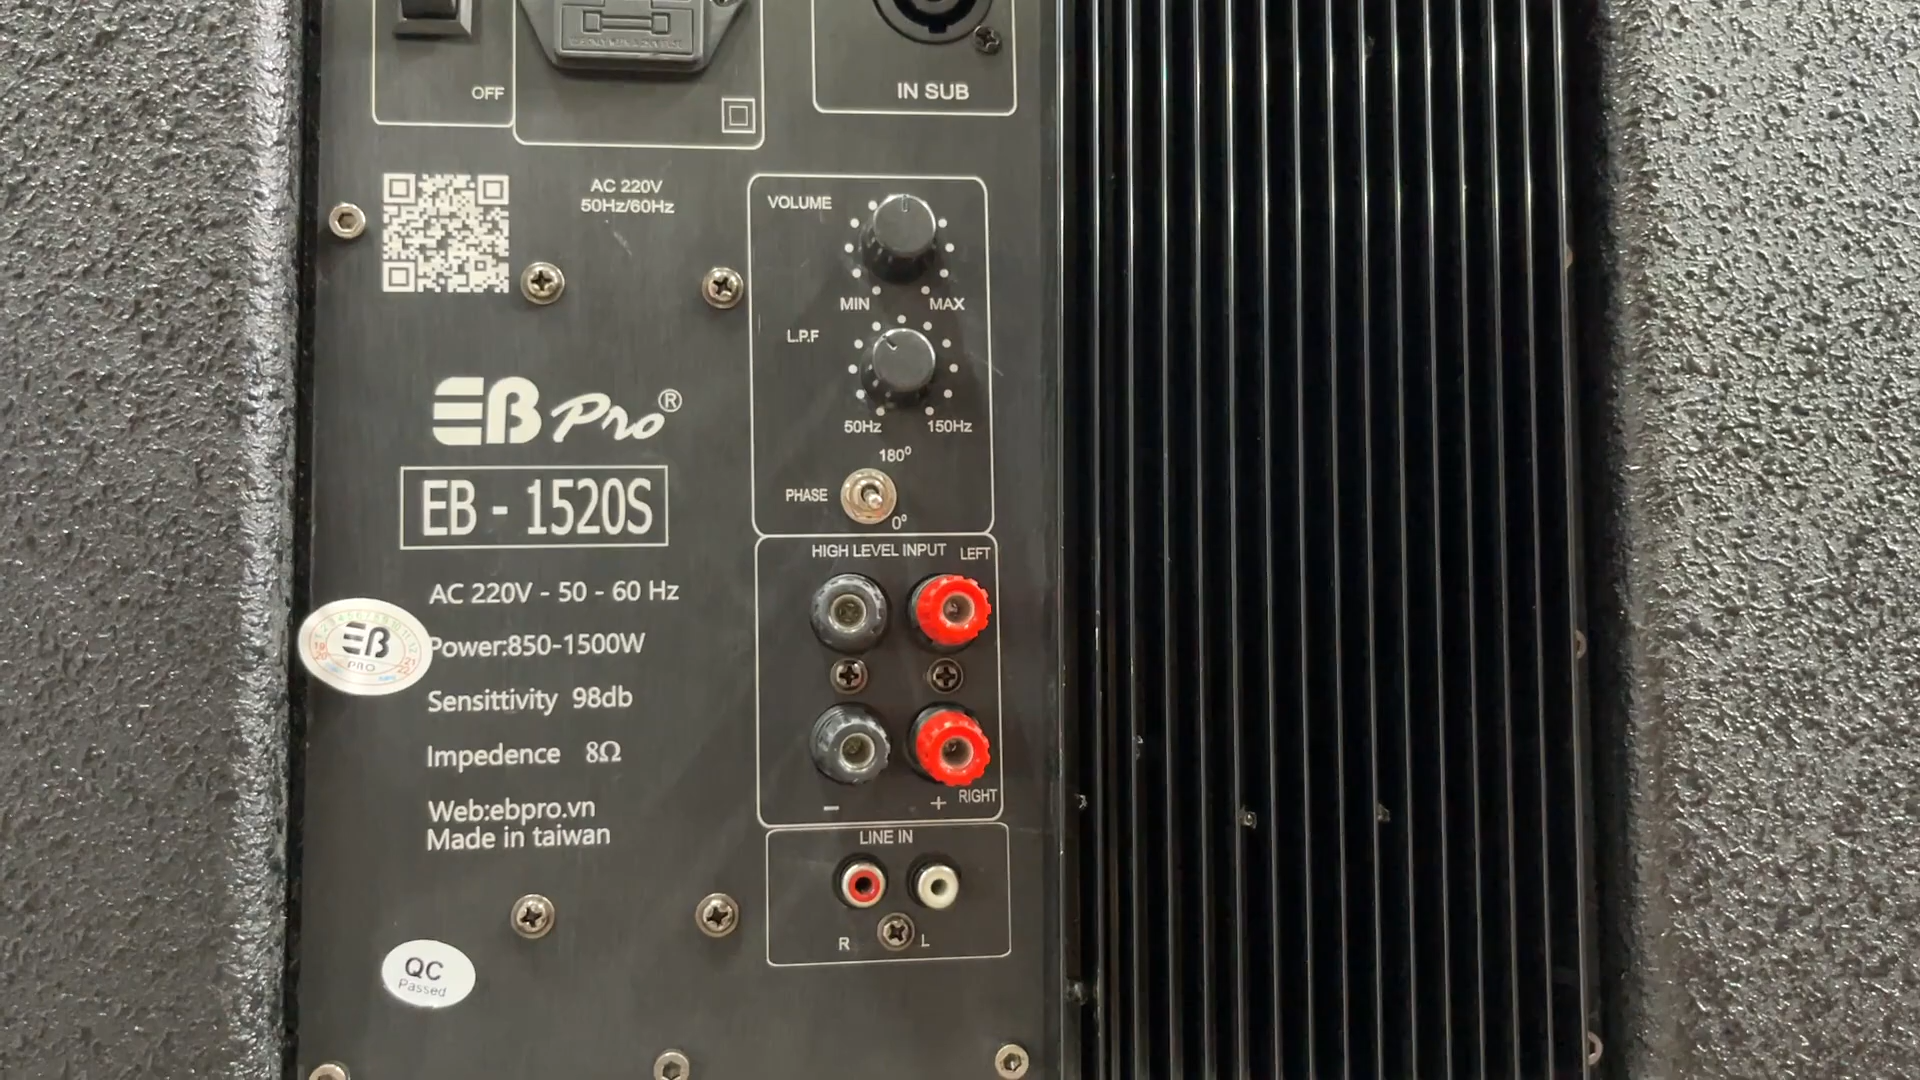 OFF
IN SUB
AC 220V
50Hz/60Hz
VOLUME
MIN
MAX
L.P.F
50Hz
150Hz
180⁰
PHASE
0⁰
EB Pro®
EB - 1520S
AC 220V - 50 - 60 Hz
Power:850-1500W
Sensittivity 98db
Impedence 8Ω
Web:ebpro.vn
Made in taiwan
EB
PRO
QC
Passed
HIGH LEVEL INPUT
LEFT
− +
RIGHT
LINE IN
R
L